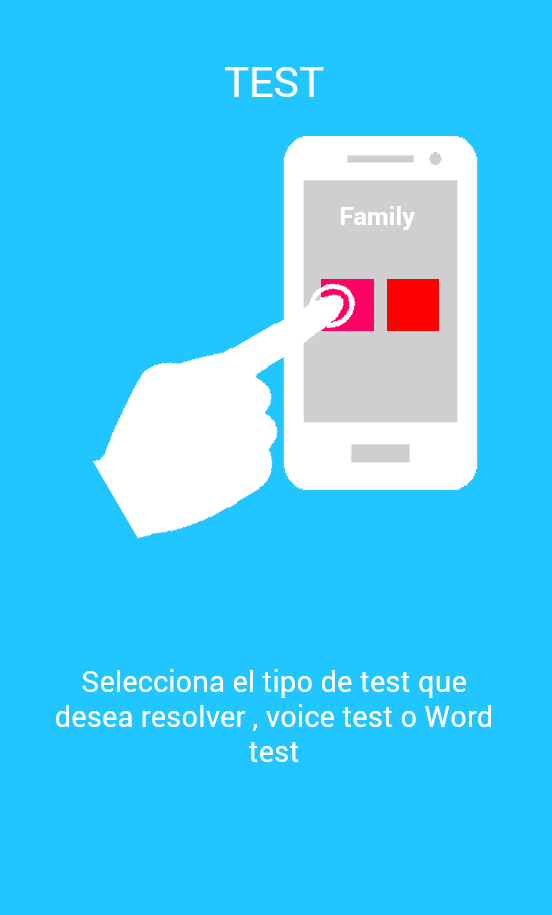 TEST
Family
Selecciona el tipo de test que
desea resolver , voice test o Word
test